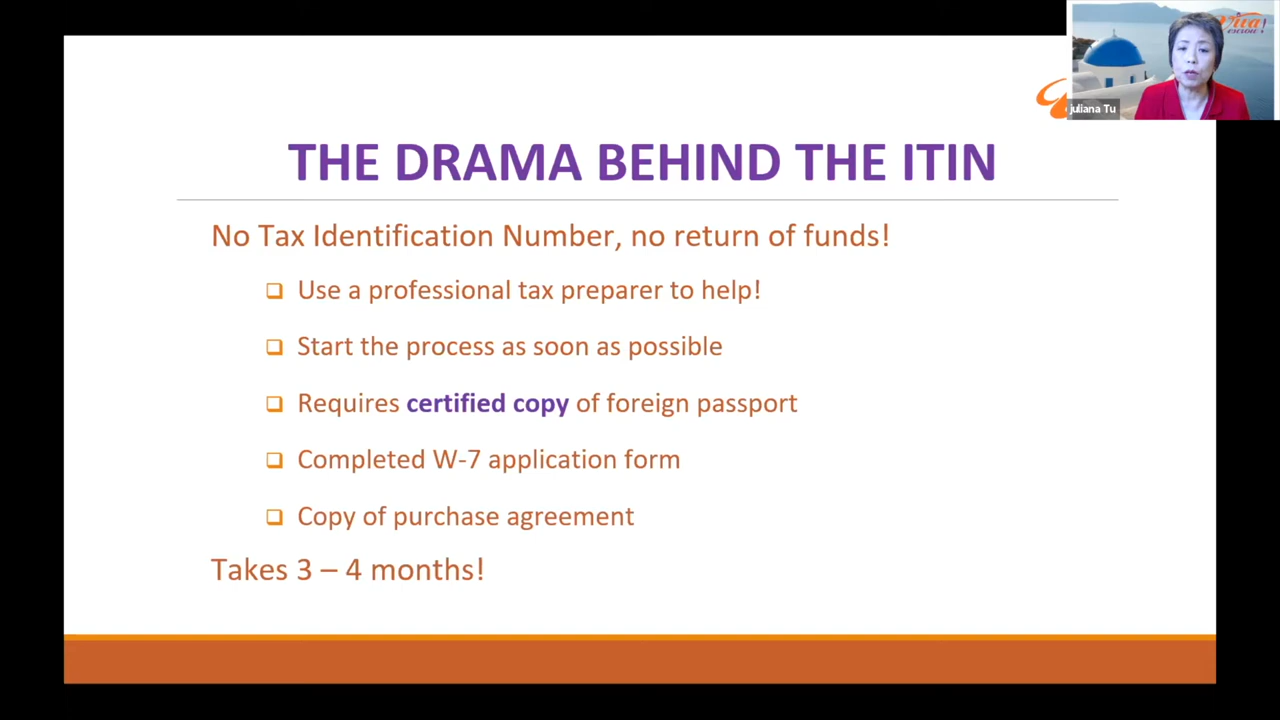 Viva!
escrow!
juliana Tu
THE DRAMA BEHIND THE ITIN
No Tax Identification Number, no return of funds!
Use a professional tax preparer to help!
Start the process as soon as possible
Requires certified copy of foreign passport
Completed W-7 application form
Copy of purchase agreement
Takes 3 – 4 months!